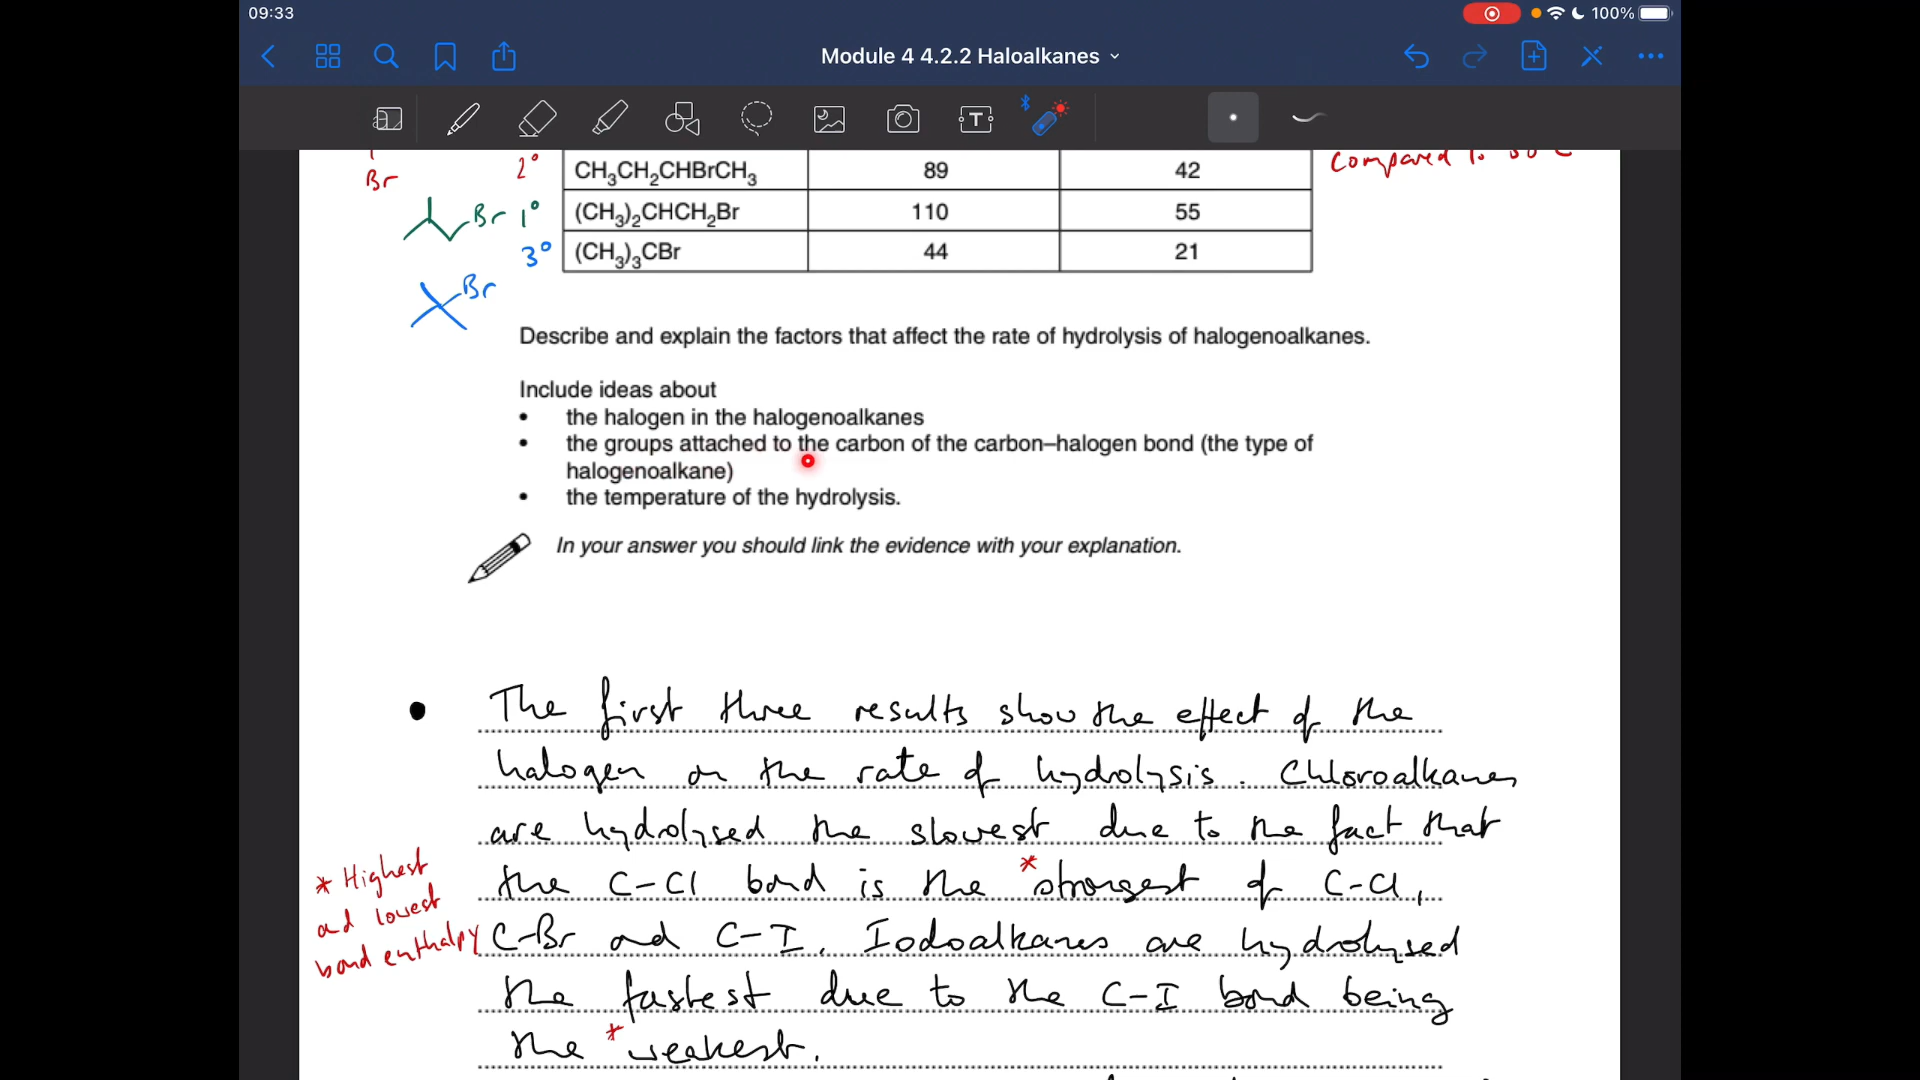 09:33
100%
Module 4 4.2.2 Haloalkanes
Br
2°
CH₃CH₂CHBrCH₃ 89 42
Br 1° (CH₃)₂CHCH₂Br 110 55
3° (CH₃)₃CBr 44 21
Br
Describe and explain the factors that affect the rate of hydrolysis of halogenoalkanes.
Include ideas about
• the halogen in the halogenoalkanes
• the groups attached to the carbon of the carbon–halogen bond (the type of
halogenoalkane)
• the temperature of the hydrolysis.
In your answer you should link the evidence with your explanation.
• The first three results show the effect of the
halogen on the rate of hydrolysis. Chloroalkanes
are hydrolysed the slowest due to the fact that
the C-Cl bond is the *strongest of C-Cl,
C-Br and C-I. Iodoalkanes are hydrolysed
the fastest due to the C-I bond being
the *weakest.
* Highest
and lowest
bond enthalpy